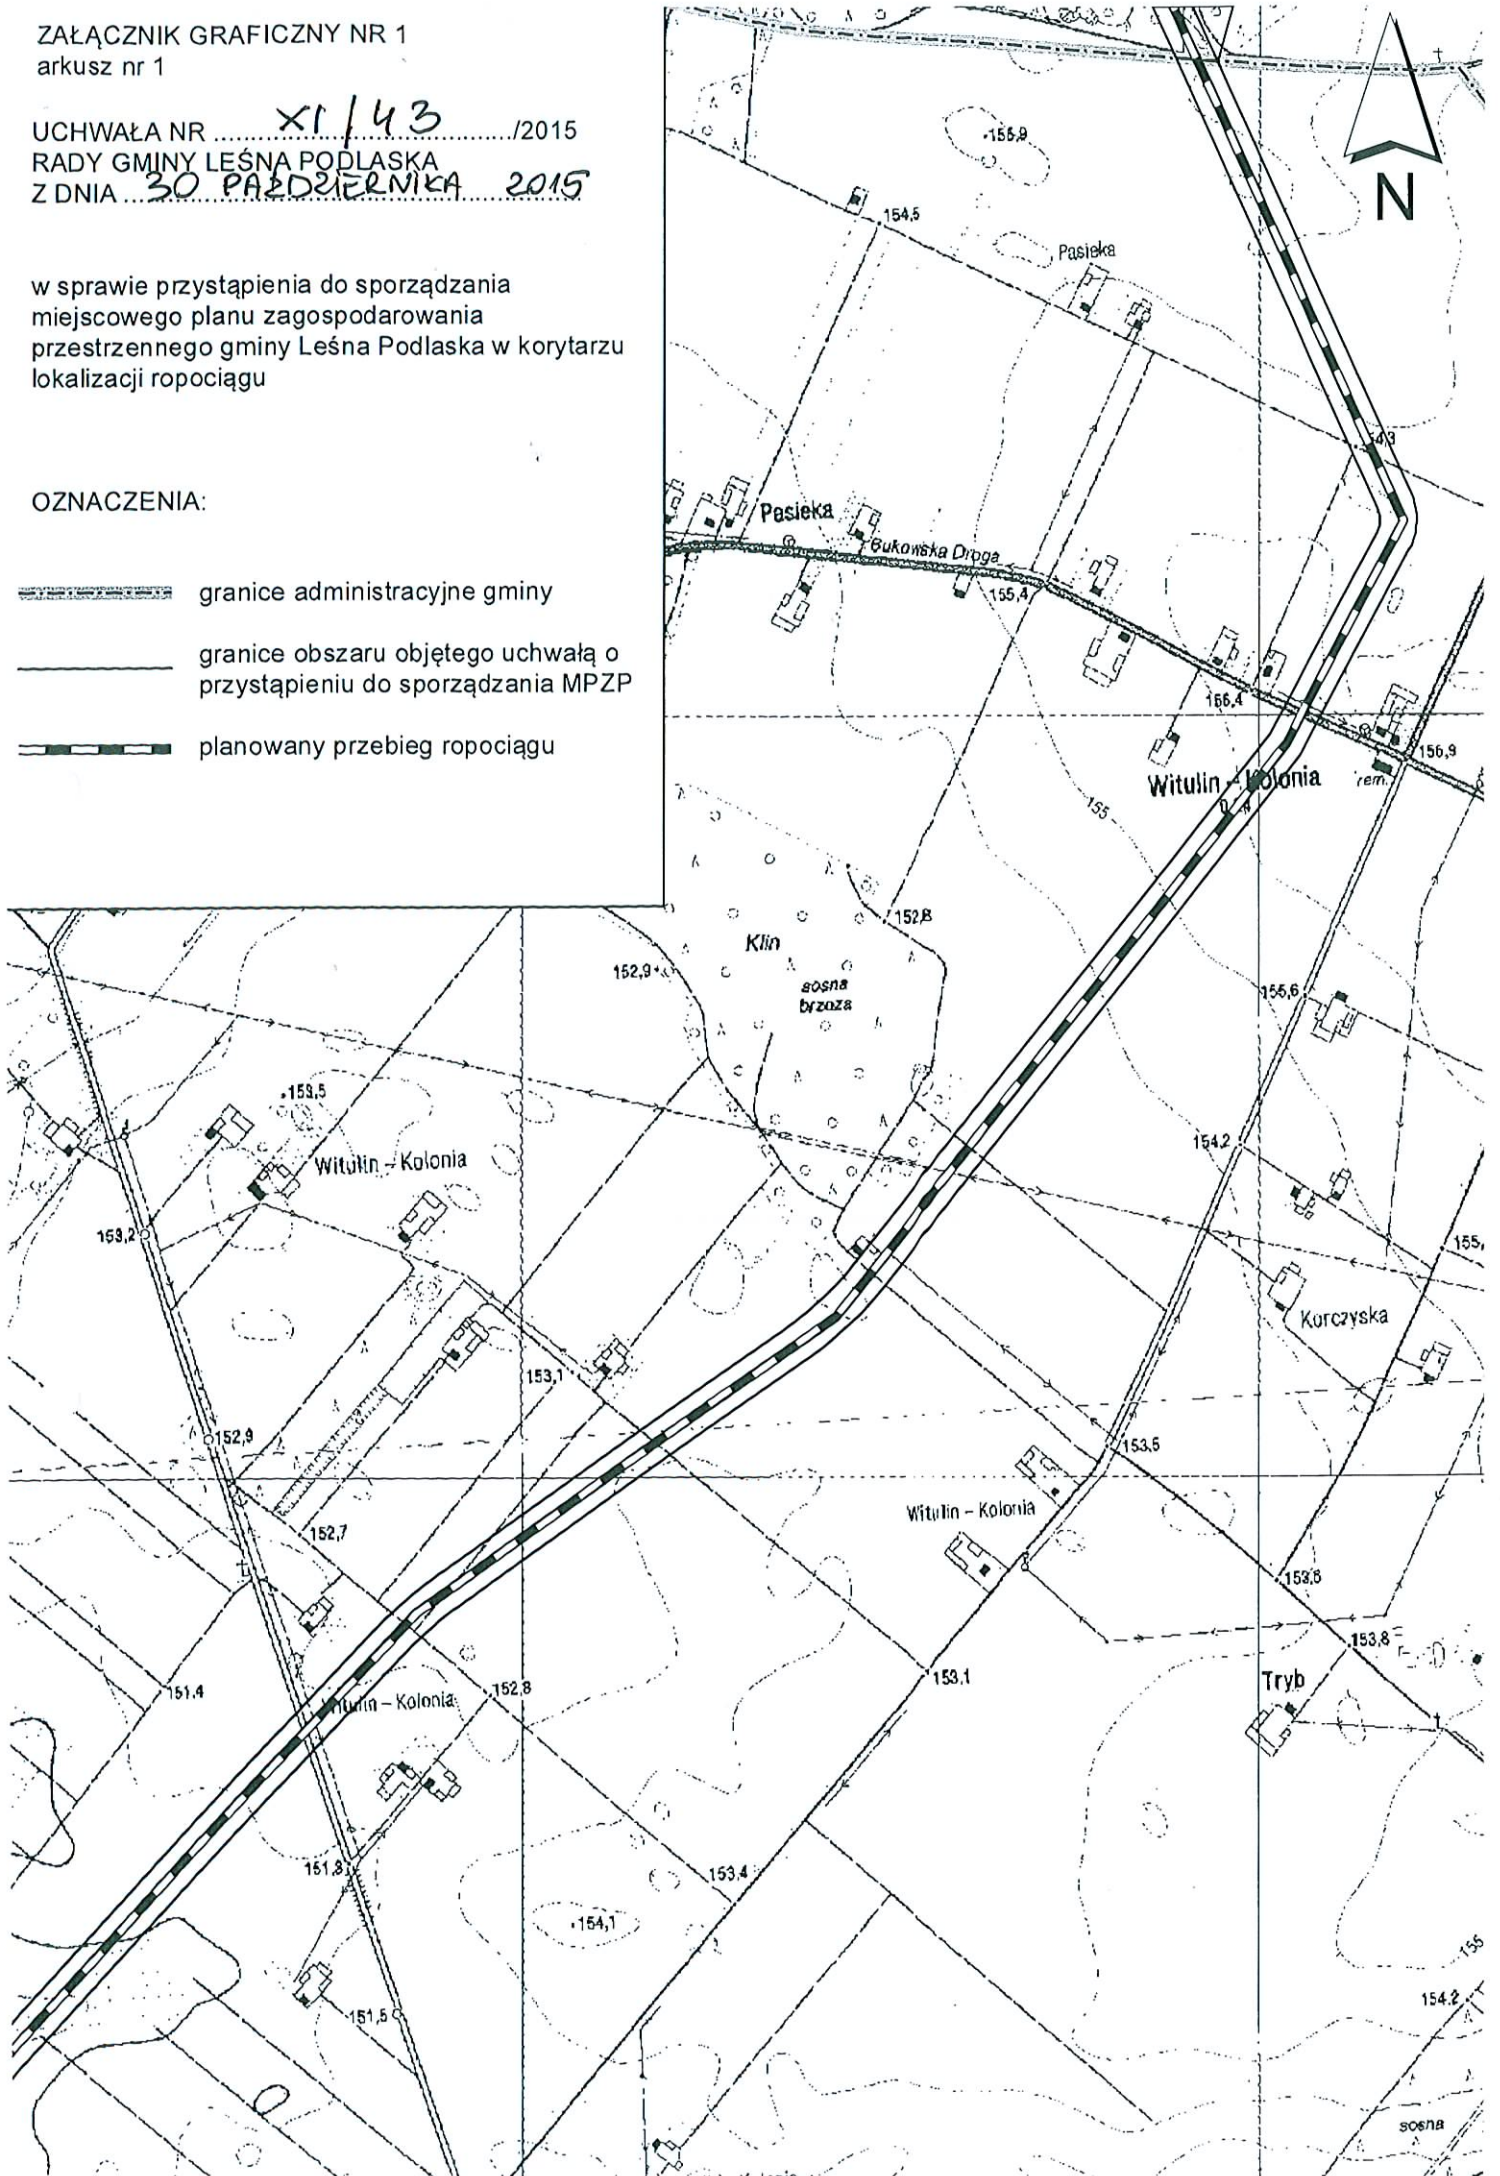 ZAŁĄCZNIK GRAFICZNY NR 1
arkusz nr 1
UCHWAŁA NR ........XI/43......../2015
RADY GMINY LEŚNA PODLASKA
Z DNIA ...30 PAŹDZIERNIKA 2015
w sprawie przystąpienia do sporządzania
miejscowego planu zagospodarowania
przestrzennego gminy Leśna Podlaska w korytarzu
lokalizacji ropociągu
OZNACZENIA:
granice administracyjne gminy
granice obszaru objętego uchwałą o
przystąpieniu do sporządzania MPZP
planowany przebieg ropociągu
N
155,9
154,5
Pasieka
Pasieka
Bukowska Droga
155,4
156,4
156,9
rem.
Witulin – Kolonia
155
152,8
Klin
152,9
sosna
brzoza
155,6
153,5
154,2
Witulin – Kolonia
153,2
155,
Korczyska
153,1
152,9
153,5
Witulin – Kolonia
152,7
153,6
153,8
153,1
151,4
152,8
Tryb
Witulin – Kolonia
151,3
153,4
154,1
155
154,2
151,5
sosna